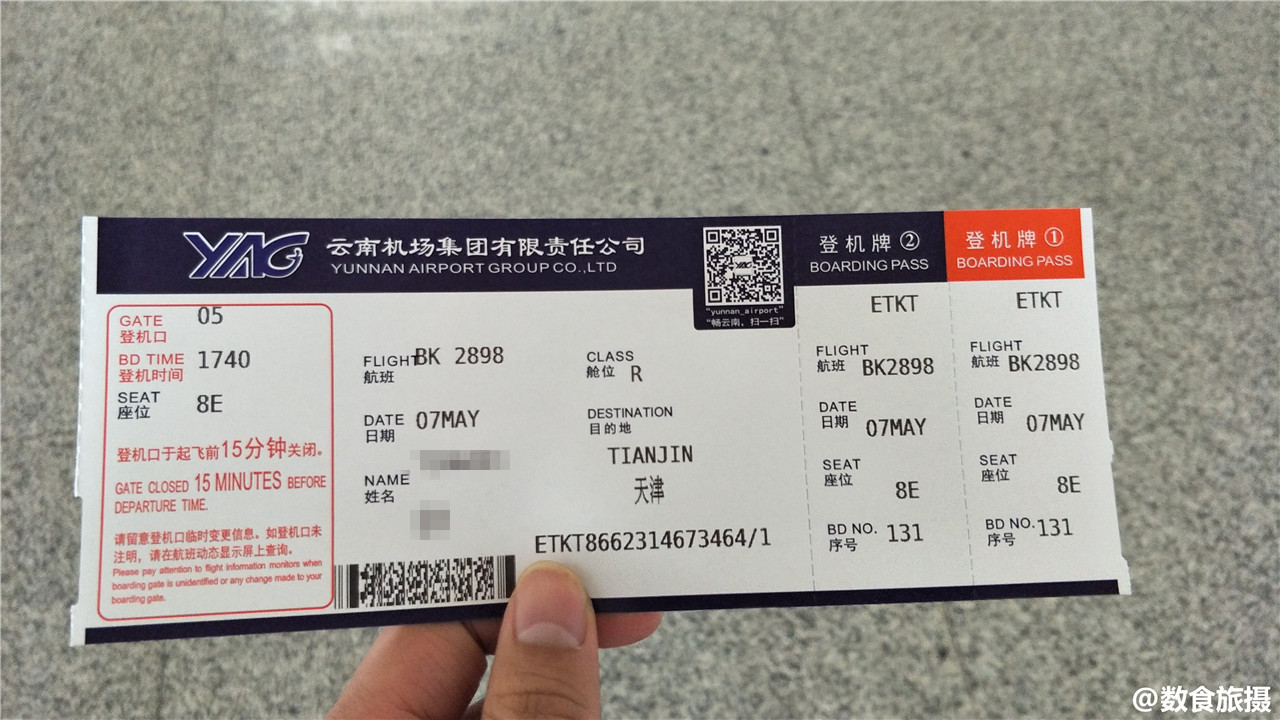 YAG
云南机场集团有限责任公司
YUNNAN AIRPORT GROUP CO.,LTD
"yunnan_airport"
"畅云南、扫一扫"
登机牌②
BOARDING PASS
登机牌①
BOARDING PASS
GATE 05
登机口
BD TIME 1740
登机时间
SEAT 8E
座位
登机口于起飞前15分钟关闭。
GATE CLOSED 15 MINUTES BEFORE
DEPARTURE TIME.
请留意登机口临时变更信息。如登机口未
注明,请在航班动态显示屏上查询。
Please pay attention to flight information monitors when
boarding gate is unidentified or any change made to your
boarding gate.
FLIGHT BK 2898
航班
CLASS
舱位 R
DATE 07MAY
日期
DESTINATION
目的地
TIANJIN
天津
NAME
姓名
ETKT8662314673464/1
ETKT
FLIGHT
航班 BK2898
DATE
日期 07MAY
SEAT
座位 8E
BD NO. 131
序号
ETKT
FLIGHT
航班 BK2898
DATE
日期 07MAY
SEAT
座位 8E
BD NO. 131
序号
@数食旅摄